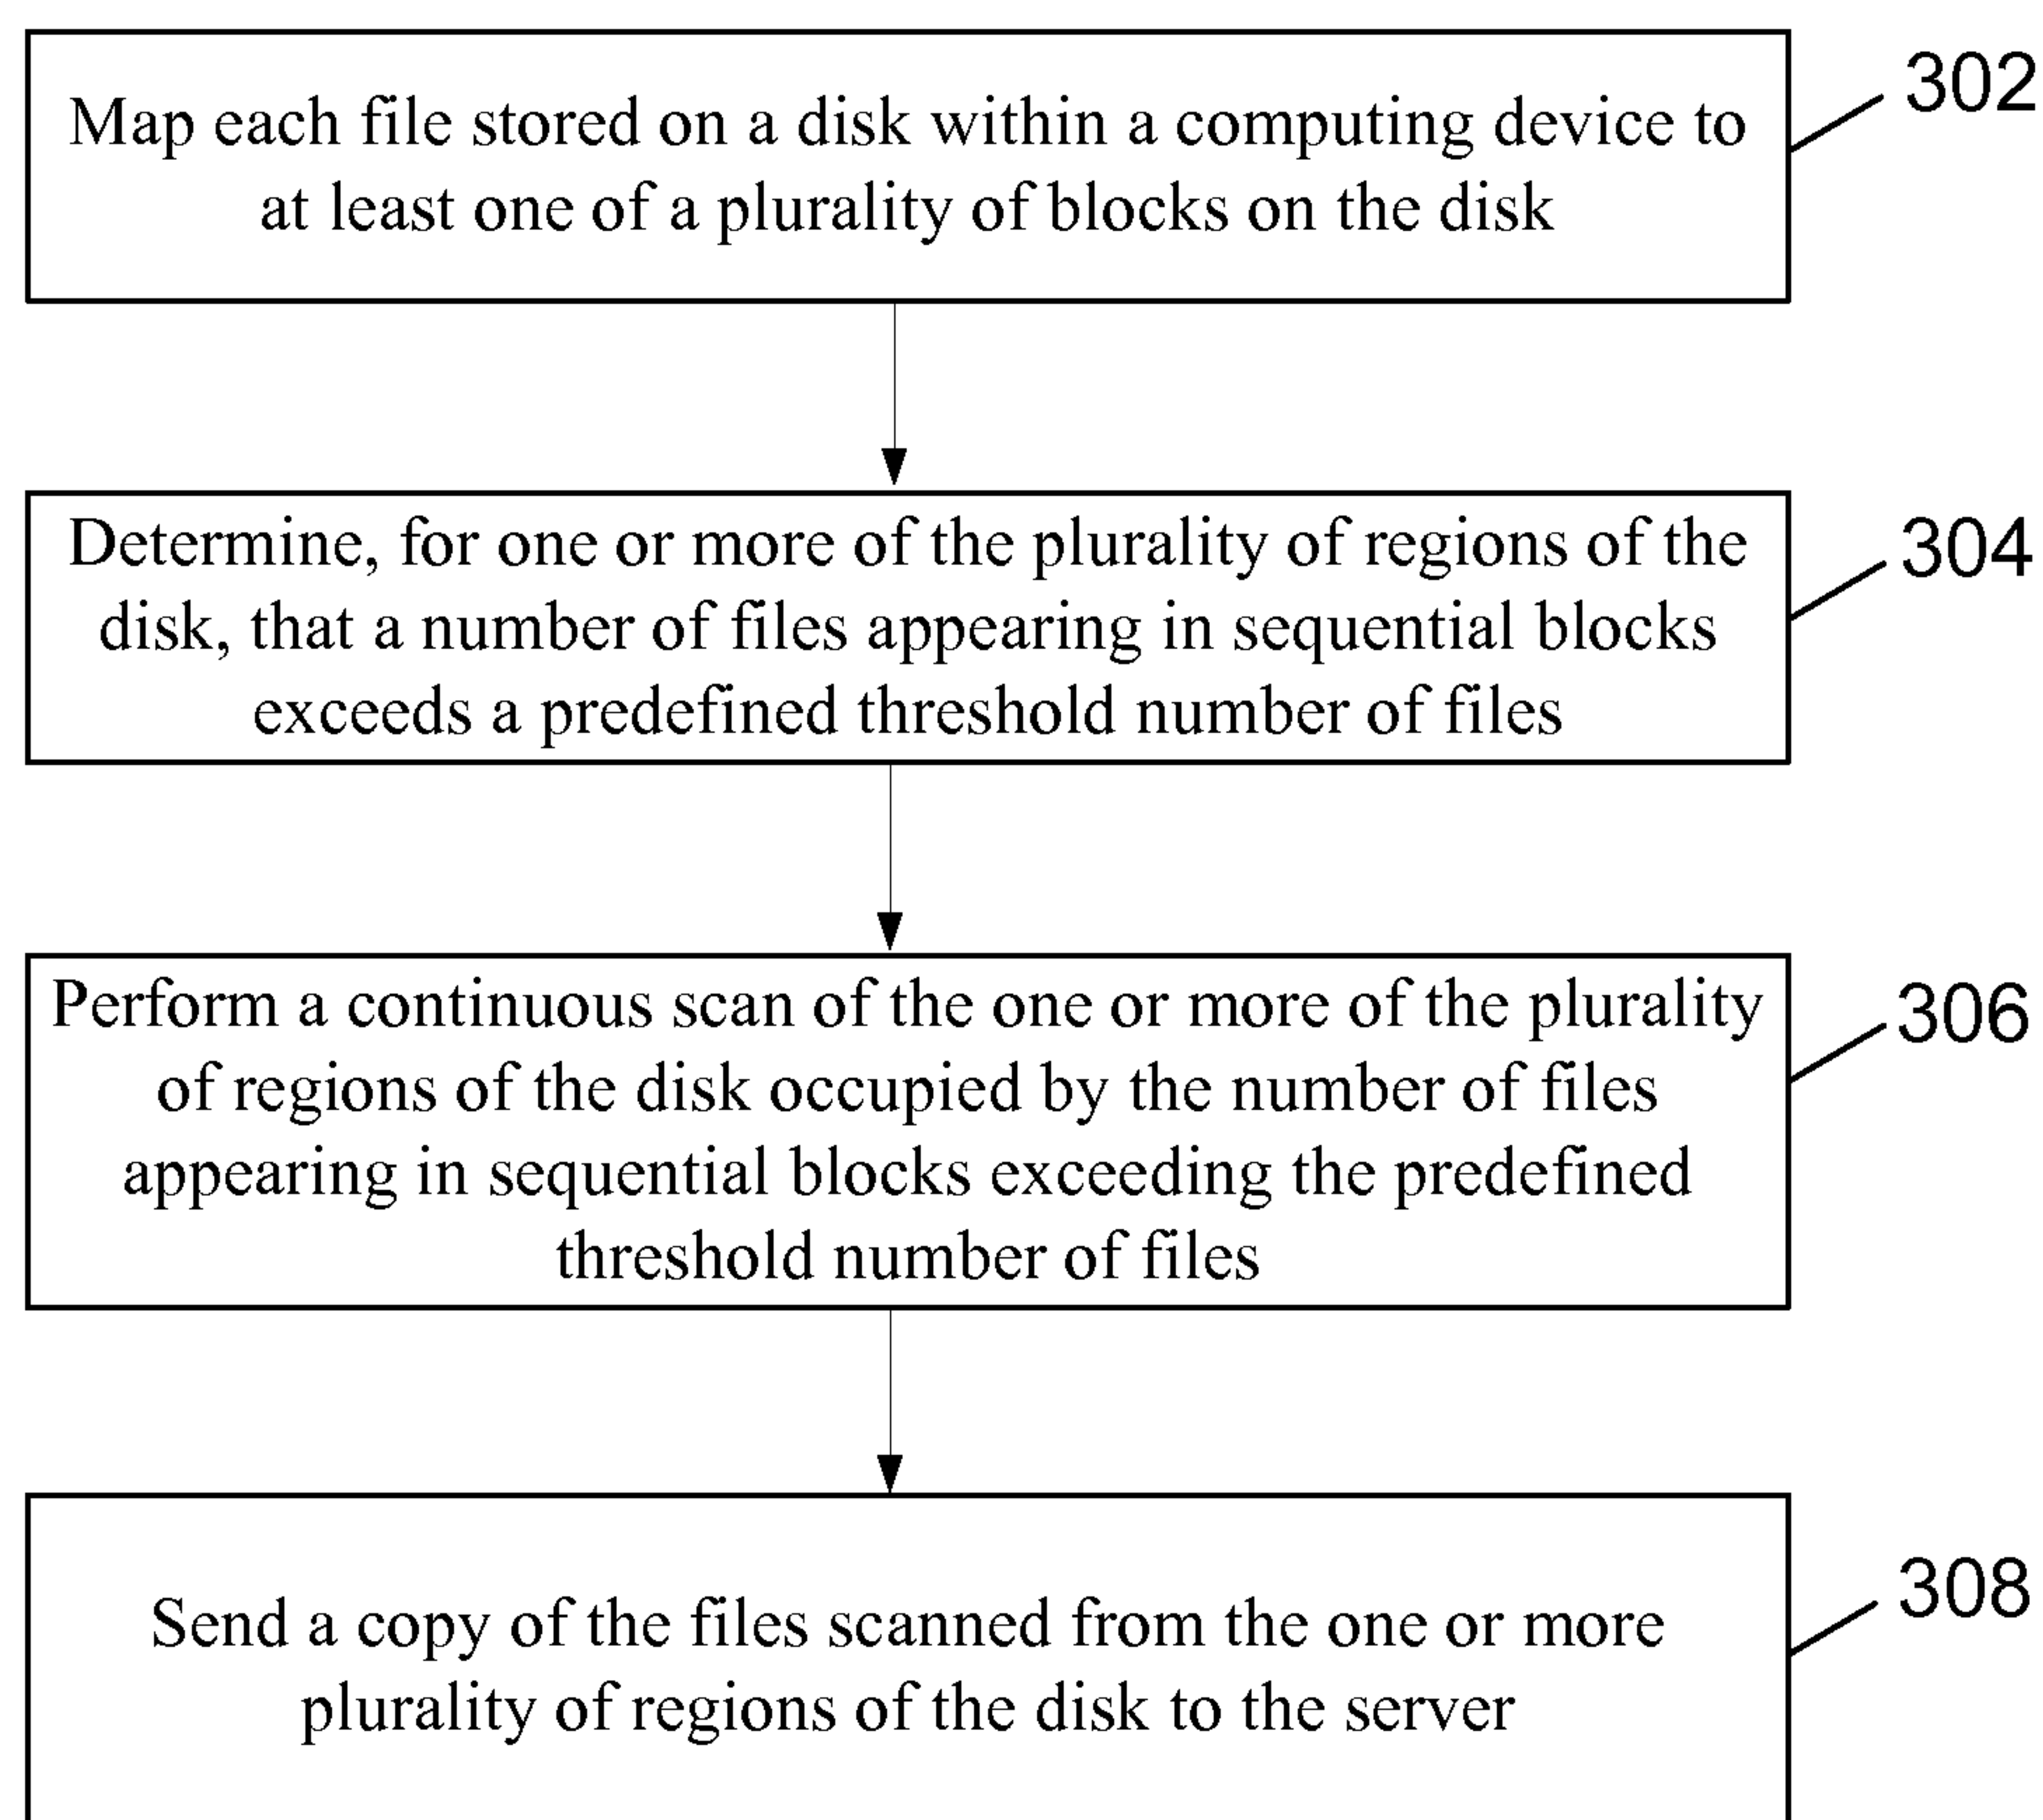 Map each file stored on a disk within a computing device to
at least one of a plurality of blocks on the disk
302
Determine, for one or more of the plurality of regions of the
disk, that a number of files appearing in sequential blocks
exceeds a predefined threshold number of files
304
Perform a continuous scan of the one or more of the plurality
of regions of the disk occupied by the number of files
appearing in sequential blocks exceeding the predefined
threshold number of files
306
Send a copy of the files scanned from the one or more
plurality of regions of the disk to the server
308